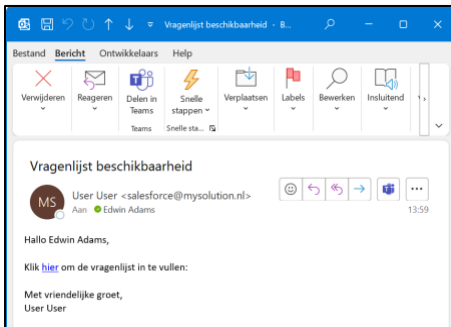 Vragenlijst beschikbaarheid - B...
Bestand Bericht Ontwikkelaars Help
Verwijderen Reageren Delen in Teams Snelle stappen Verplaatsen Labels Bewerken Insluitend
Teams Snelle sta...
Vragenlijst beschikbaarheid
MS
User User <salesforce@mysolution.nl>
Aan Edwin Adams
13:59
Hallo Edwin Adams,
Klik hier om de vragenlijst in te vullen:
Met vriendelijke groet,
User User